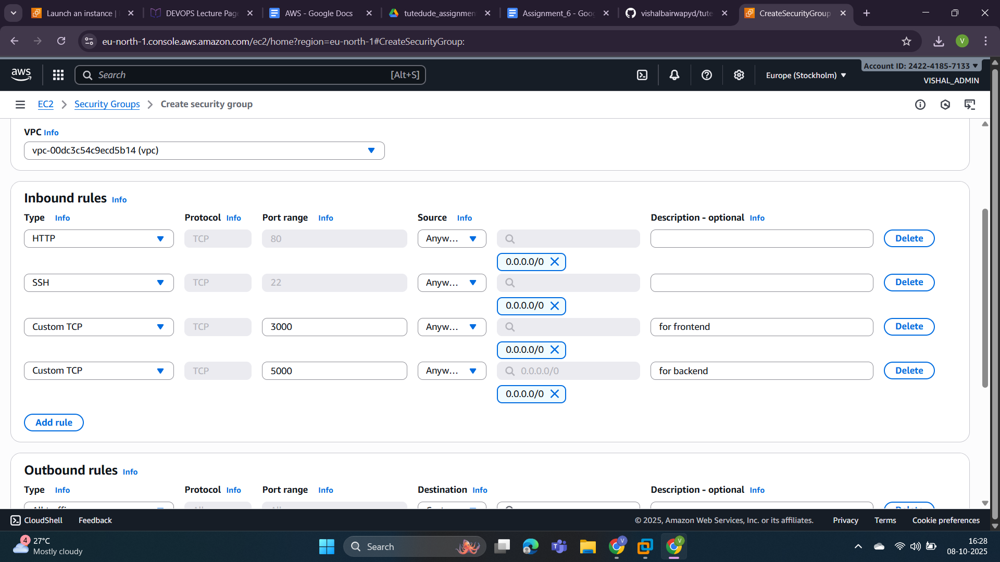 Launch an instance |
DEVOPS Lecture Page
AWS - Google Docs
tutedude_assignmen
Assignment_6 - Goo
vishalbairwapyd/tute
CreateSecurityGroup
eu-north-1.console.aws.amazon.com/ec2/home?region=eu-north-1#CreateSecurityGroup:
V
aws
Search
[Alt+S]
Europe (Stockholm)
Account ID: 2422-4185-7133
VISHAL_ADMIN
EC2
Security Groups
Create security group
VPC Info
vpc-00dc3c54c9ecd5b14 (vpc)
Inbound rules Info
Type Info Protocol Info Port range Info Source Info Description - optional Info
HTTP TCP 80 Anyw... Delete
0.0.0.0/0
SSH TCP 22 Anyw... Delete
0.0.0.0/0
Custom TCP TCP 3000 Anyw... for frontend Delete
0.0.0.0/0
Custom TCP TCP 5000 Anyw... 0.0.0.0/0 for backend Delete
0.0.0.0/0
Add rule
Outbound rules Info
Type Info Protocol Info Port range Info Destination Info Description - optional Info
CloudShell Feedback © 2025, Amazon Web Services, Inc. or its affiliates. Privacy Terms Cookie preferences
4
27°C
Mostly cloudy
Search
16:28
08-10-2025